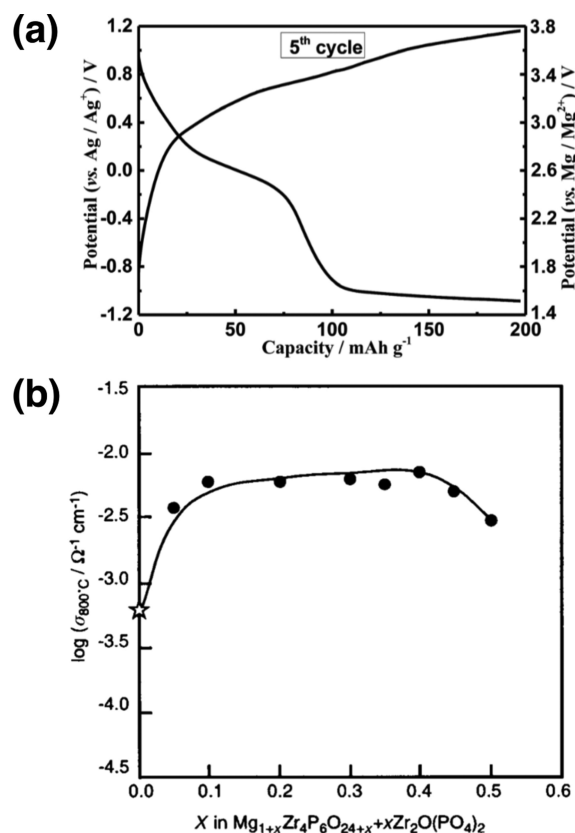 (a)
5th cycle
Potential (vs. Ag / Ag+) / V
1.2
0.8
0.4
0.0
-0.4
-0.8
-1.2
3.8
3.4
3.0
2.6
2.2
1.8
1.4
Potential (vs. Mg / Mg2+) / V
0 50 100 150 200
Capacity / mAh g-1
(b)
log (σ800°C / Ω-1 cm-1)
-1.5
-2.0
-2.5
-3.0
-3.5
-4.0
-4.5
0.0 0.1 0.2 0.3 0.4 0.5 0.6
X in Mg1+xZr4P6O24+x+xZr2O(PO4)2